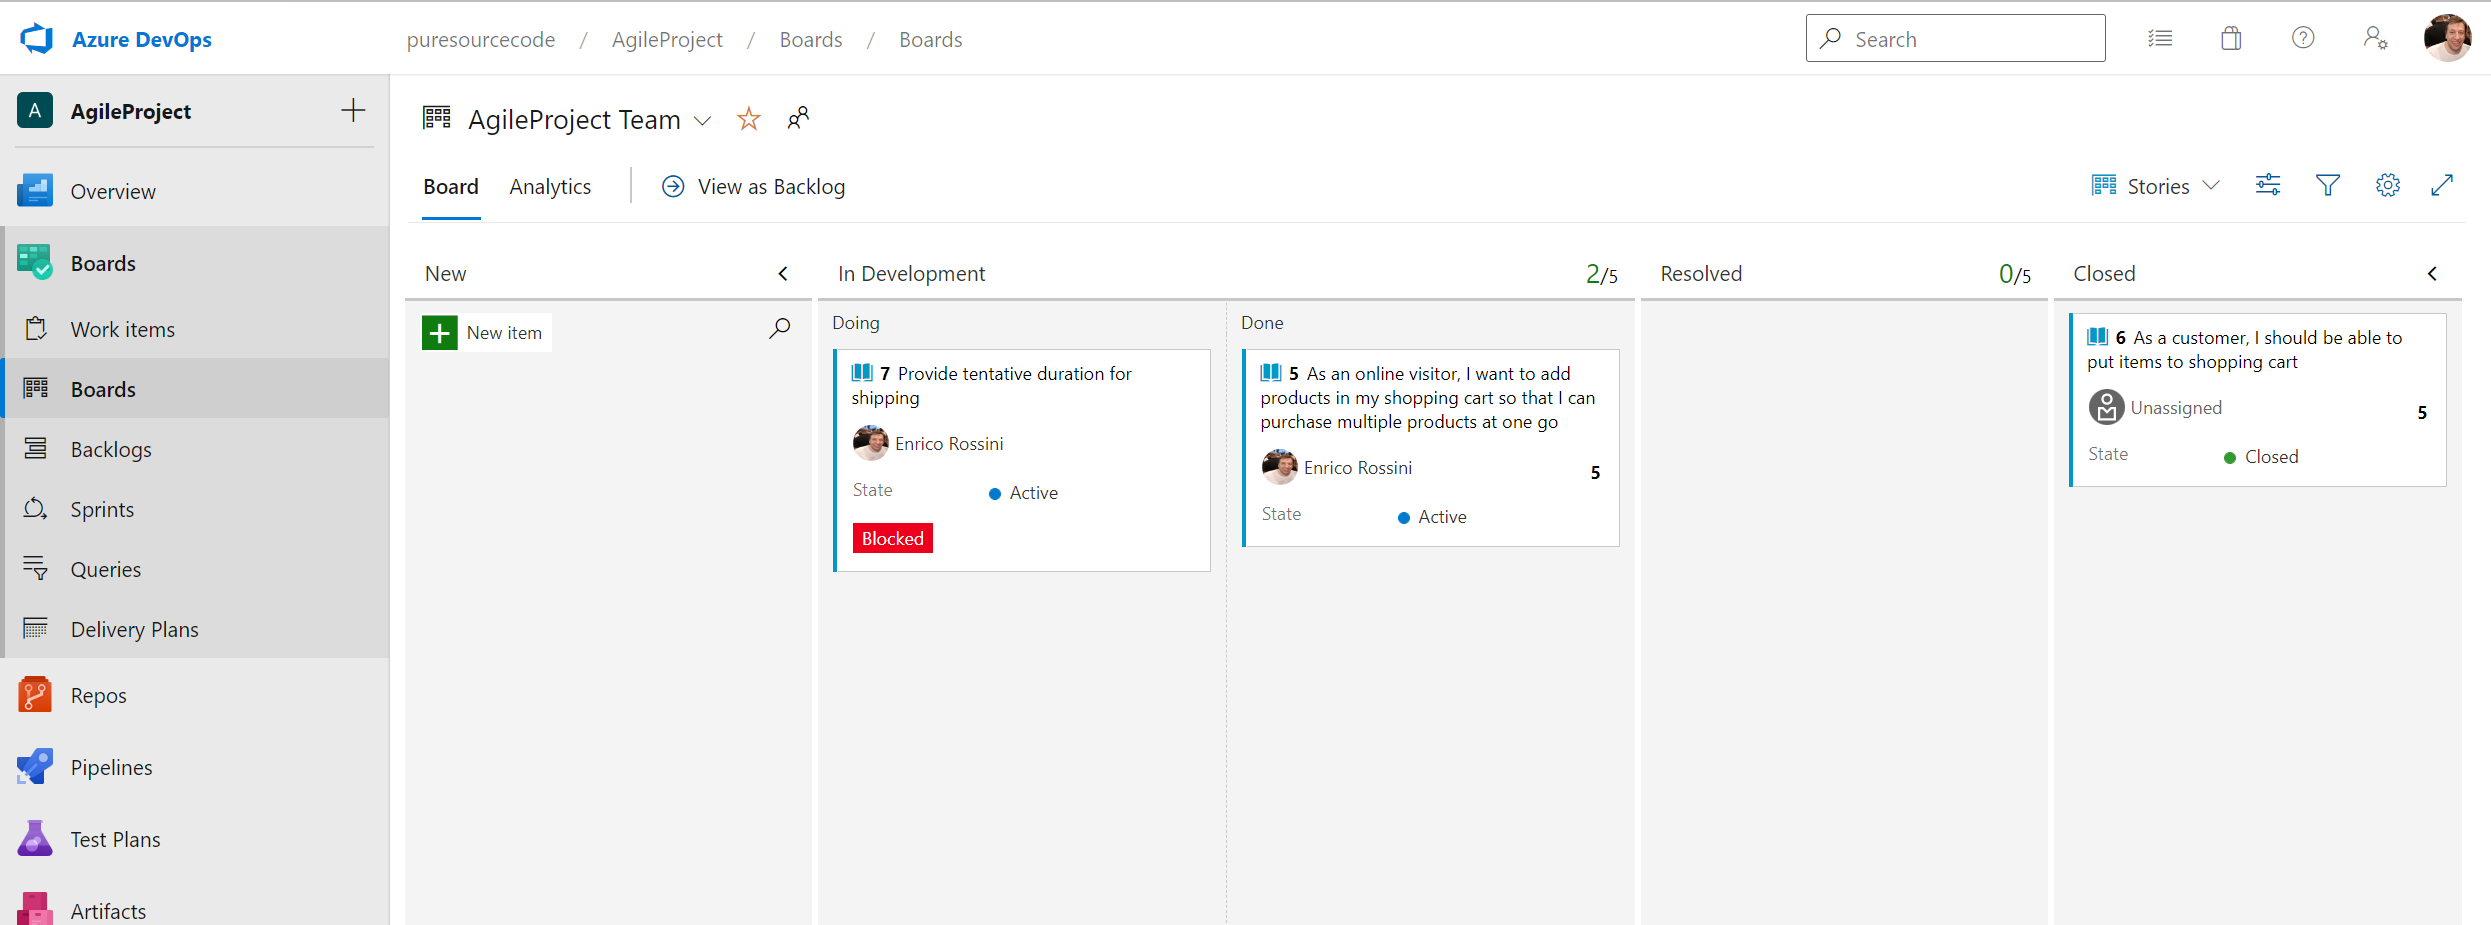 Azure DevOps
puresourcecode / AgileProject / Boards / Boards
Search
A AgileProject
Overview
Boards
Work items
Boards
Backlogs
Sprints
Queries
Delivery Plans
Repos
Pipelines
Test Plans
Artifacts
AgileProject Team
Board Analytics View as Backlog
Stories
New
New item
In Development 2/5
Doing
7 Provide tentative duration for
shipping
Enrico Rossini
State Active
Blocked
Done
5 As an online visitor, I want to add
products in my shopping cart so that I can
purchase multiple products at one go
Enrico Rossini 5
State Active
Resolved 0/5
Closed
6 As a customer, I should be able to
put items to shopping cart
Unassigned 5
State Closed